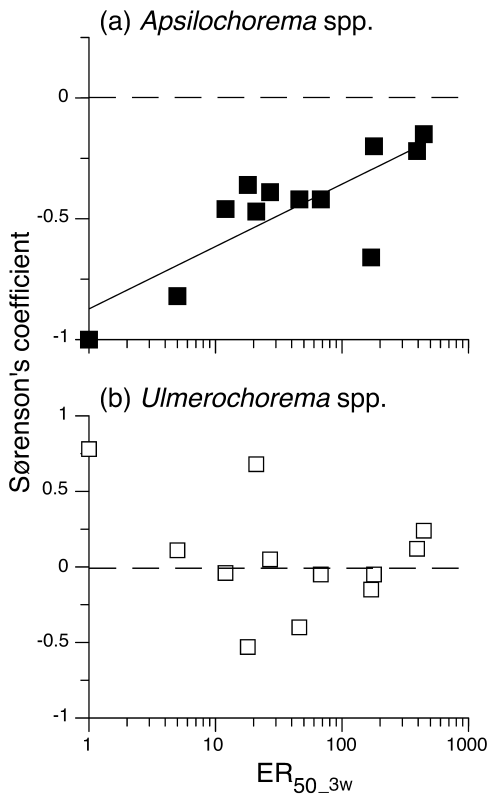 (a) Apsilochorema spp.
0
-0.5
-1
Sørenson's coefficient
(b) Ulmerochorema spp.
1
0.5
0
-0.5
-1
1 10 100 1000
ER50_3w